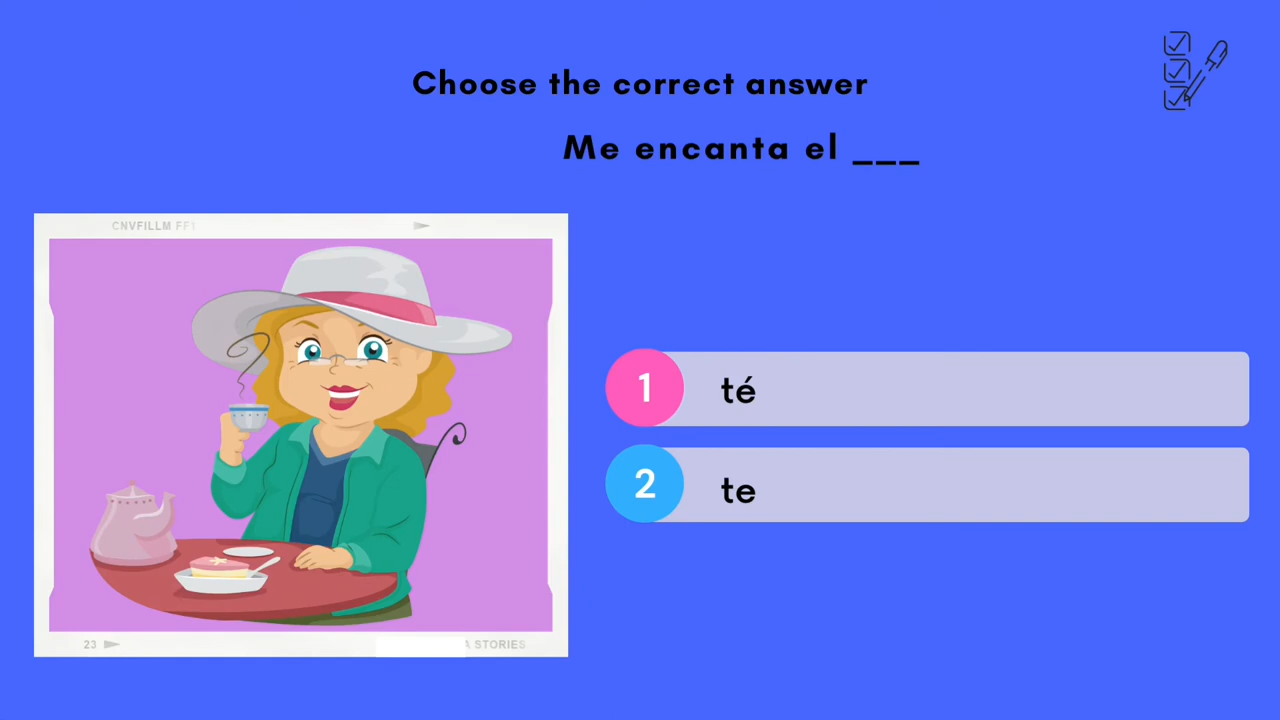 Choose the correct answer
Me encanta el ___
CNVFILLM FF1
1 té
2 te
23
A STORIES